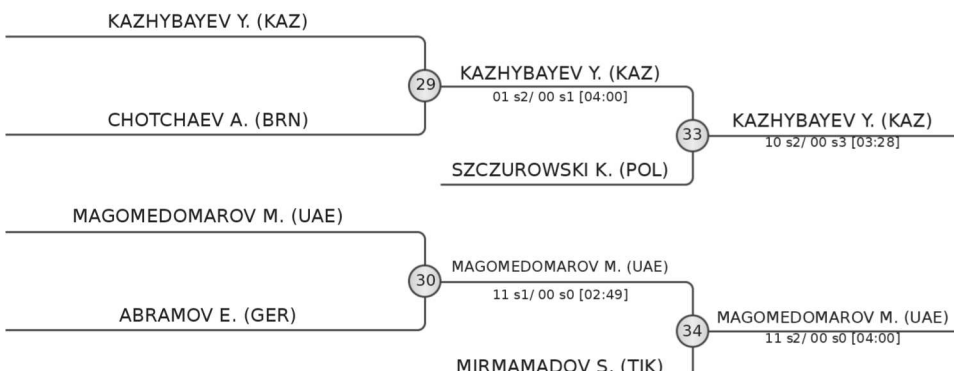 KAZHYBAYEV Y. (KAZ)
29
CHOTCHAEV A. (BRN)
KAZHYBAYEV Y. (KAZ)
01 s2/ 00 s1 [04:00]
33
SZCZUROWSKI K. (POL)
KAZHYBAYEV Y. (KAZ)
10 s2/ 00 s3 [03:28]
MAGOMEDOMAROV M. (UAE)
30
ABRAMOV E. (GER)
MAGOMEDOMAROV M. (UAE)
11 s1/ 00 s0 [02:49]
34
MIRMAMADOV S. (TJK)
MAGOMEDOMAROV M. (UAE)
11 s2/ 00 s0 [04:00]